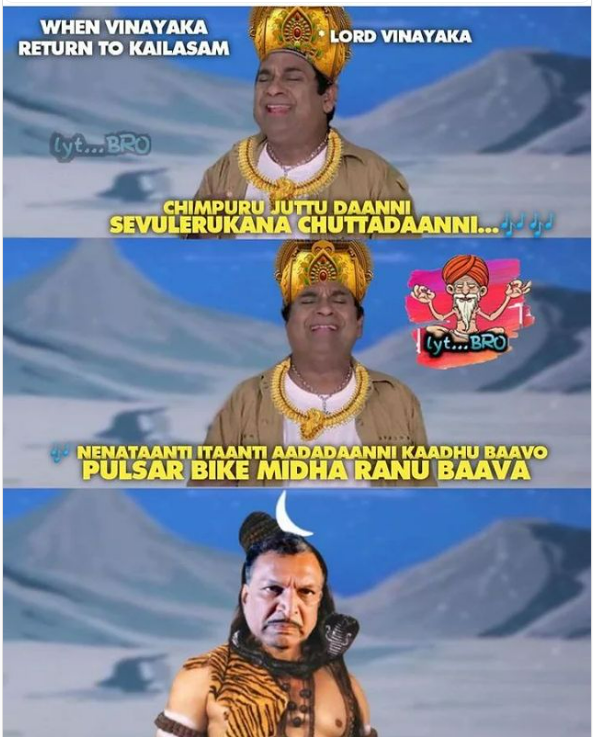 WHEN VINAYAKA
RETURN TO KAILASAM
* LORD VINAYAKA
lyt...BRO
CHIMPURU JUTTU DAANNI
SEVULERUKANA CHUTTADAANNI...🎶🎶
lyt...BRO
🎶 NENATAANTI ITAANTI AADADAANNI KAADHU BAAVO
PULSAR BIKE MIDHA RANU BAAVA